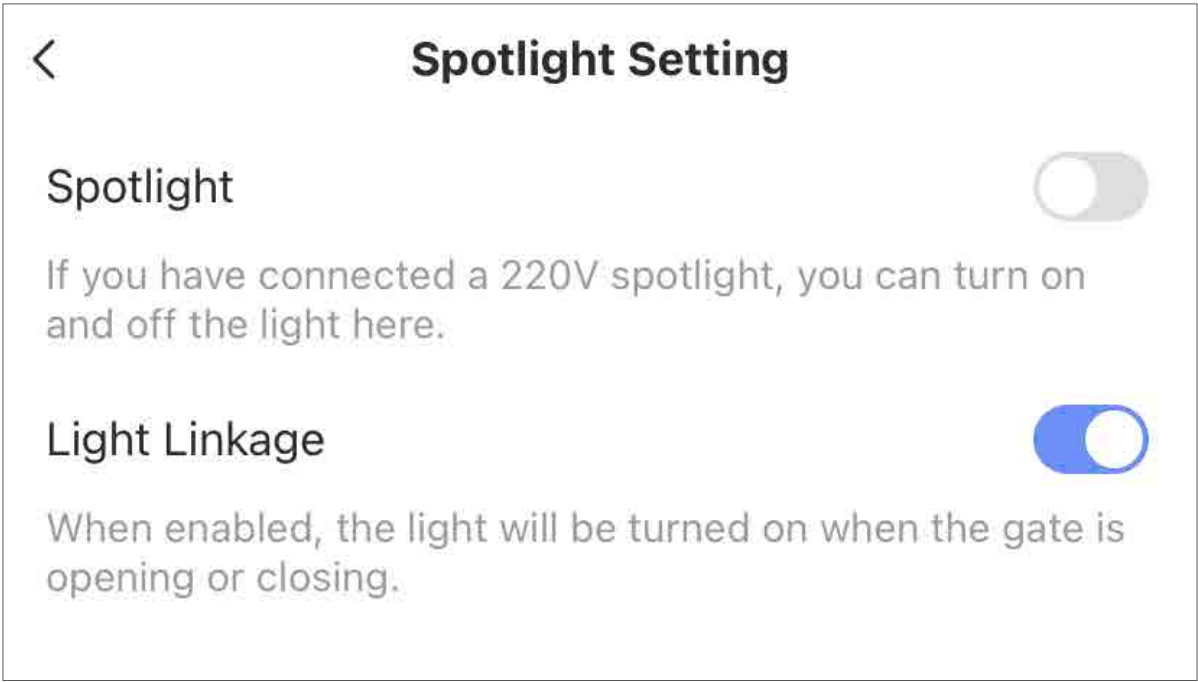 Spotlight Setting
Spotlight
If you have connected a 220V spotlight, you can turn on
and off the light here.
Light Linkage
When enabled, the light will be turned on when the gate is
opening or closing.